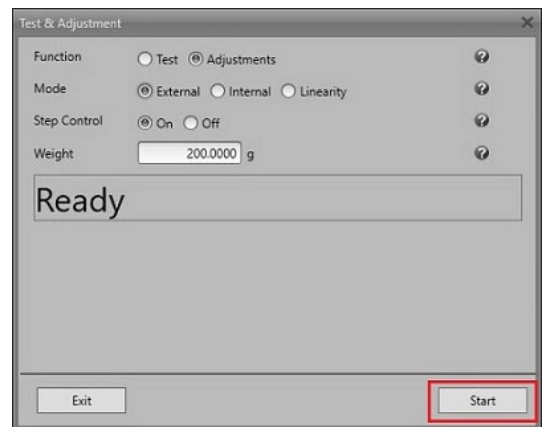 Test & Adjustment
Function Test Adjustments
Mode External Internal Linearity
Step Control On Off
Weight 200.0000 g
Ready
Exit Start